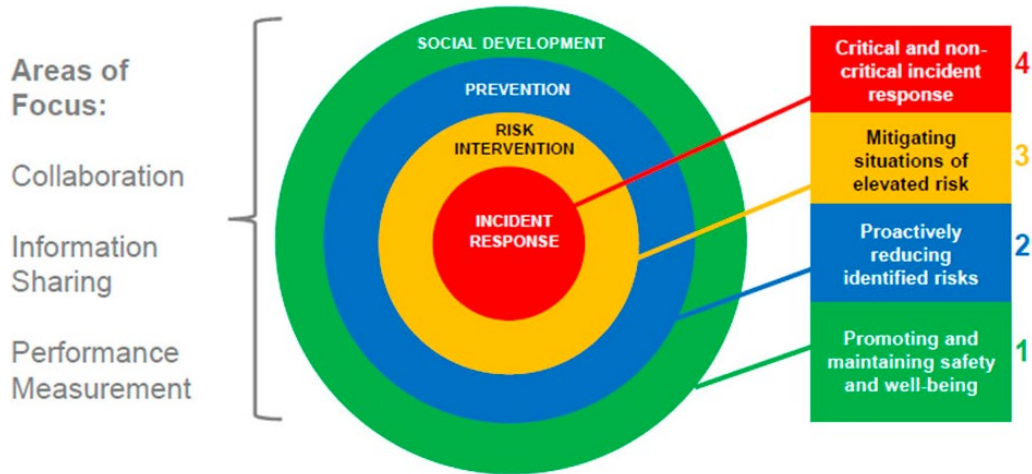 Areas of
Focus:
Collaboration
Information
Sharing
Performance
Measurement
SOCIAL DEVELOPMENT
PREVENTION
RISK
INTERVENTION
INCIDENT
RESPONSE
Critical and non-
critical incident
response
4
Mitigating
situations of
elevated risk
3
Proactively
reducing
identified risks
2
Promoting and
maintaining safety
and well-being
1